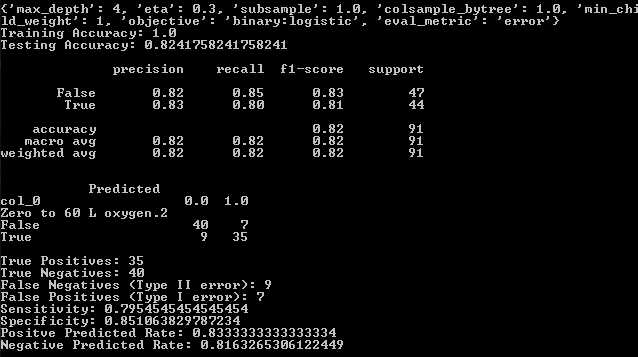 {'max_depth': 4, 'eta': 0.3, 'subsample': 1.0, 'colsample_bytree': 1.0, 'min_chi
ld_weight': 1, 'objective': 'binary:logistic', 'eval_metric': 'error'}
Training Accuracy: 1.0
Testing Accuracy: 0.8241758241758241
precision recall f1-score support
False 0.82 0.85 0.83 47
True 0.83 0.80 0.81 44
accuracy 0.82 91
macro avg 0.82 0.82 0.82 91
weighted avg 0.82 0.82 0.82 91
Predicted
col_0 0.0 1.0
Zero to 60 L oxygen.2
False 40 7
True 9 35
True Positives: 35
True Negatives: 40
False Negatives (Type II error): 9
False Positives (Type I error): 7
Sensitivity: 0.7954545454545454
Specificity: 0.851063829787234
Positve Predicted Rate: 0.8333333333333334
Negative Predicted Rate: 0.8163265306122449